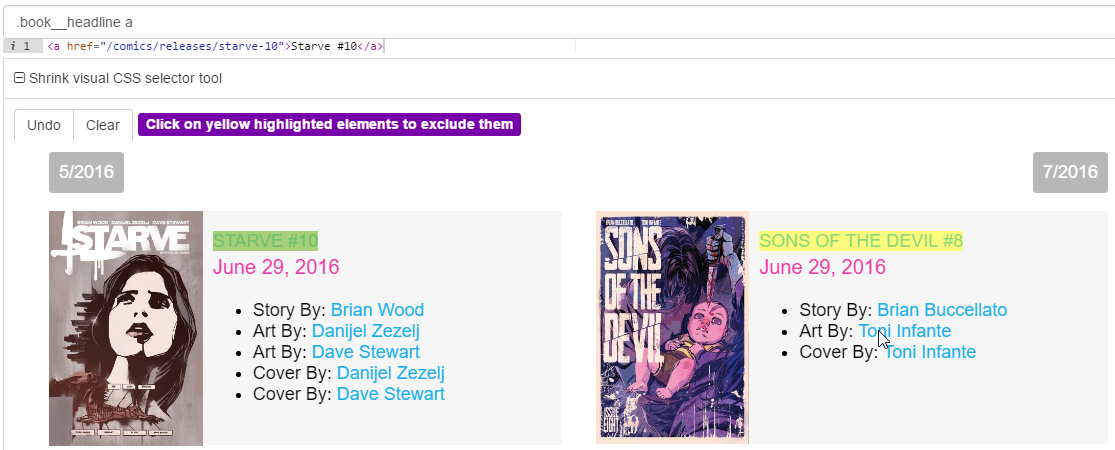 .book__headline a
i 1 <a href="/comics/releases/starve-10">Starve #10</a>
Shrink visual CSS selector tool
Undo Clear Click on yellow highlighted elements to exclude them
5/2016
7/2016
BRIAN WOOD DANIJEL ZEZELJ DAVE STEWART
STARVE
STARVE #10
June 29, 2016
Story By: Brian Wood
Art By: Danijel Zezelj
Art By: Dave Stewart
Cover By: Danijel Zezelj
Cover By: Dave Stewart
BRIAN BUCCELLATO TONI INFANTE
SONS
OF THE
DEVIL
SONS OF THE DEVIL #8
June 29, 2016
Story By: Brian Buccellato
Art By: Toni Infante
Cover By: Toni Infante